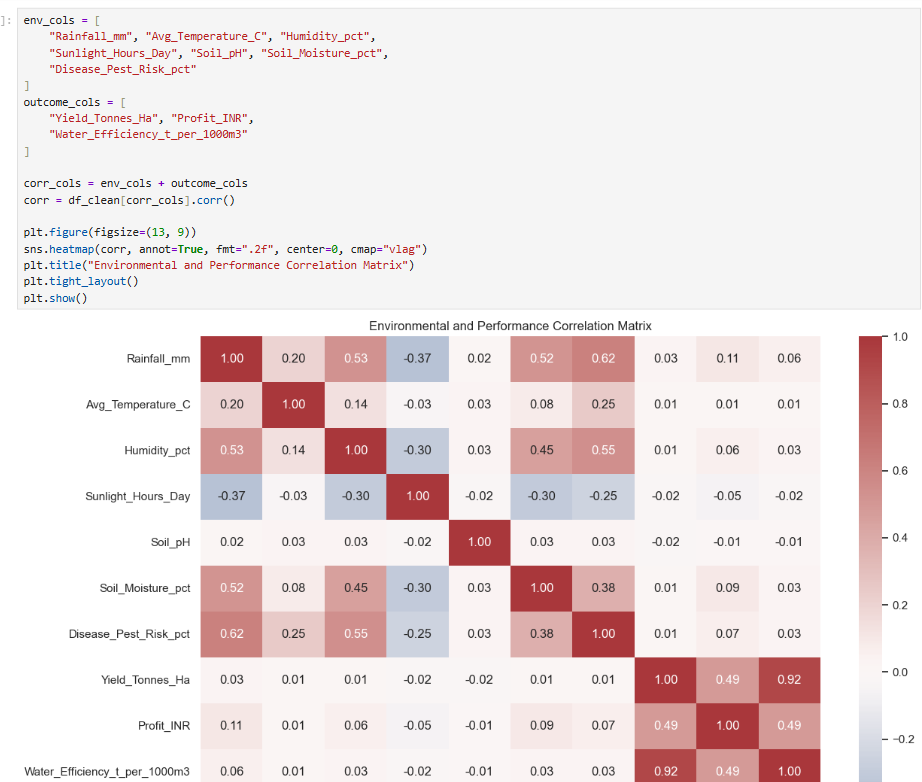 ]:
env_cols = [
"Rainfall_mm", "Avg_Temperature_C", "Humidity_pct",
"Sunlight_Hours_Day", "Soil_pH", "Soil_Moisture_pct",
"Disease_Pest_Risk_pct"
]
outcome_cols = [
"Yield_Tonnes_Ha", "Profit_INR",
"Water_Efficiency_t_per_1000m3"
]
corr_cols = env_cols + outcome_cols
corr = df_clean[corr_cols].corr()
plt.figure(figsize=(13, 9))
sns.heatmap(corr, annot=True, fmt=".2f", center=0, cmap="vlag")
plt.title("Environmental and Performance Correlation Matrix")
plt.tight_layout()
plt.show()
Environmental and Performance Correlation Matrix
Rainfall_mm 1.00 0.20 0.53 -0.37 0.02 0.52 0.62 0.03 0.11 0.06
Avg_Temperature_C 0.20 1.00 0.14 -0.03 0.03 0.08 0.25 0.01 0.01 0.01
Humidity_pct 0.53 0.14 1.00 -0.30 0.03 0.45 0.55 0.01 0.06 0.03
Sunlight_Hours_Day -0.37 -0.03 -0.30 1.00 -0.02 -0.30 -0.25 -0.02 -0.05 -0.02
Soil_pH 0.02 0.03 0.03 -0.02 1.00 0.03 0.03 -0.02 -0.01 -0.01
Soil_Moisture_pct 0.52 0.08 0.45 -0.30 0.03 1.00 0.38 0.01 0.09 0.03
Disease_Pest_Risk_pct 0.62 0.25 0.55 -0.25 0.03 0.38 1.00 0.01 0.07 0.03
Yield_Tonnes_Ha 0.03 0.01 0.01 -0.02 -0.02 0.01 0.01 1.00 0.49 0.92
Profit_INR 0.11 0.01 0.06 -0.05 -0.01 0.09 0.07 0.49 1.00 0.49
Water_Efficiency_t_per_1000m3 0.06 0.01 0.03 -0.02 -0.01 0.03 0.03 0.92 0.49 1.00
1.0
0.8
0.6
0.4
0.2
0.0
-0.2